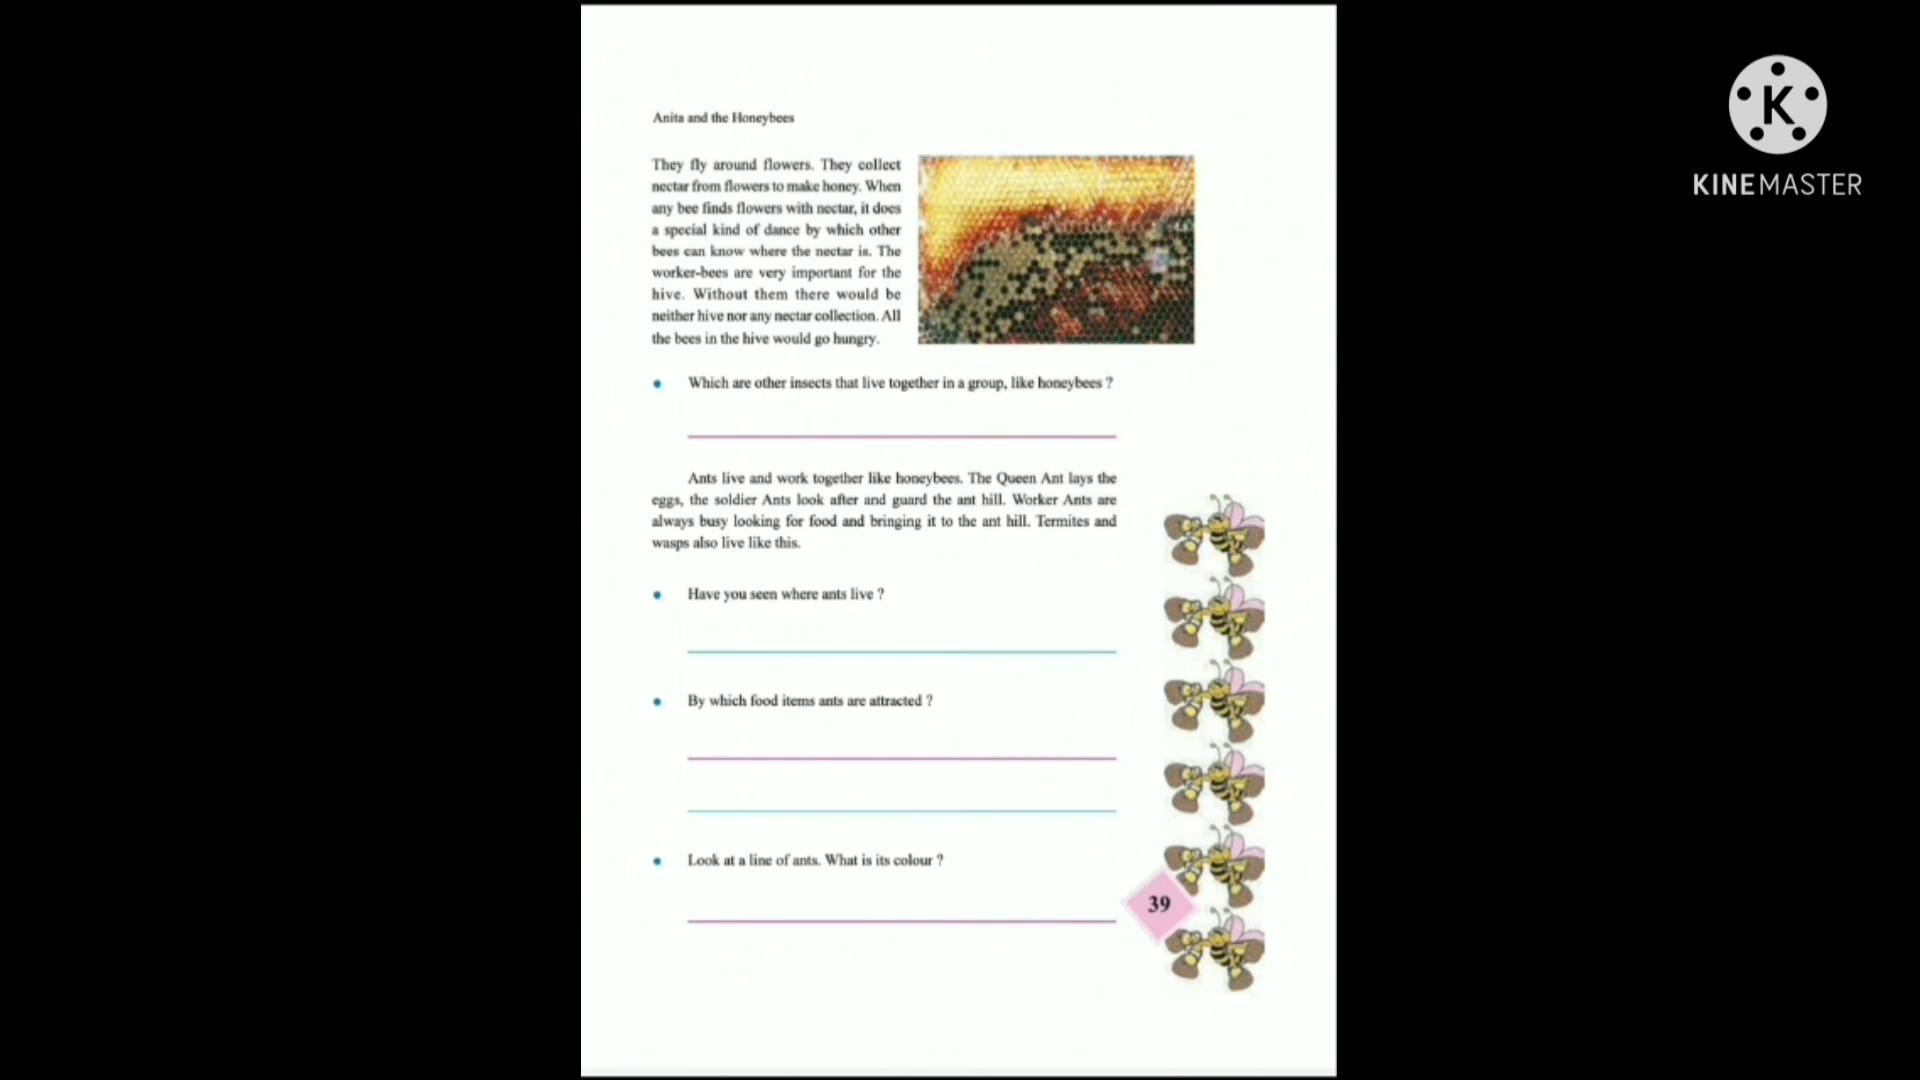 Anita and the Honeybees
They fly around flowers. They collect
nectar from flowers to make honey. When
any bee finds flowers with nectar, it does
a special kind of dance by which other
bees can know where the nectar is. The
worker-bees are very important for the
hive. Without them there would be
neither hive nor any nectar collection. All
the bees in the hive would go hungry.
Which are other insects that live together in a group, like honeybees ?
Ants live and work together like honeybees. The Queen Ant lays the
eggs, the soldier Ants look after and guard the ant hill. Worker Ants are
always busy looking for food and bringing it to the ant hill. Termites and
wasps also live like this.
Have you seen where ants live ?
By which food items ants are attracted ?
Look at a line of ants. What is its colour ?
39
K
KINEMASTER